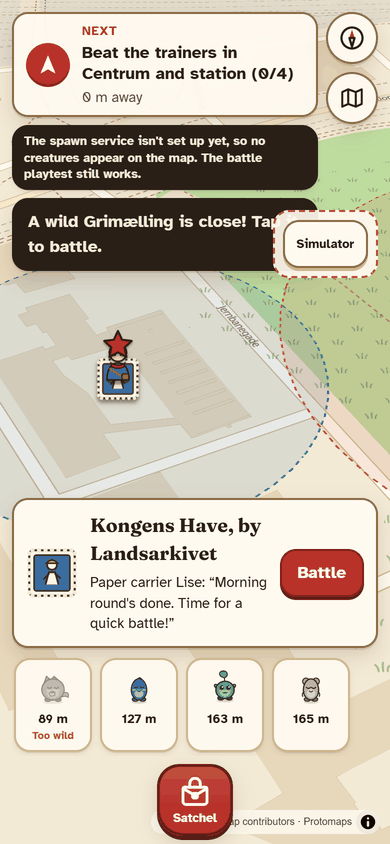 NEXT
Beat the trainers in
Centrum and station (0/4)
0 m away
The spawn service isn't set up yet, so no
creatures appear on the map. The battle
playtest still works.
A wild Grimælling is close! Tap
to battle.
Simulator
Jernbanegade
Kongens Have, by
Landsarkivet
Paper carrier Lise: “Morning
round's done. Time for a
quick battle!”
Battle
89 m
Too wild
127 m
163 m
165 m
Satchel
contributors · Protomaps